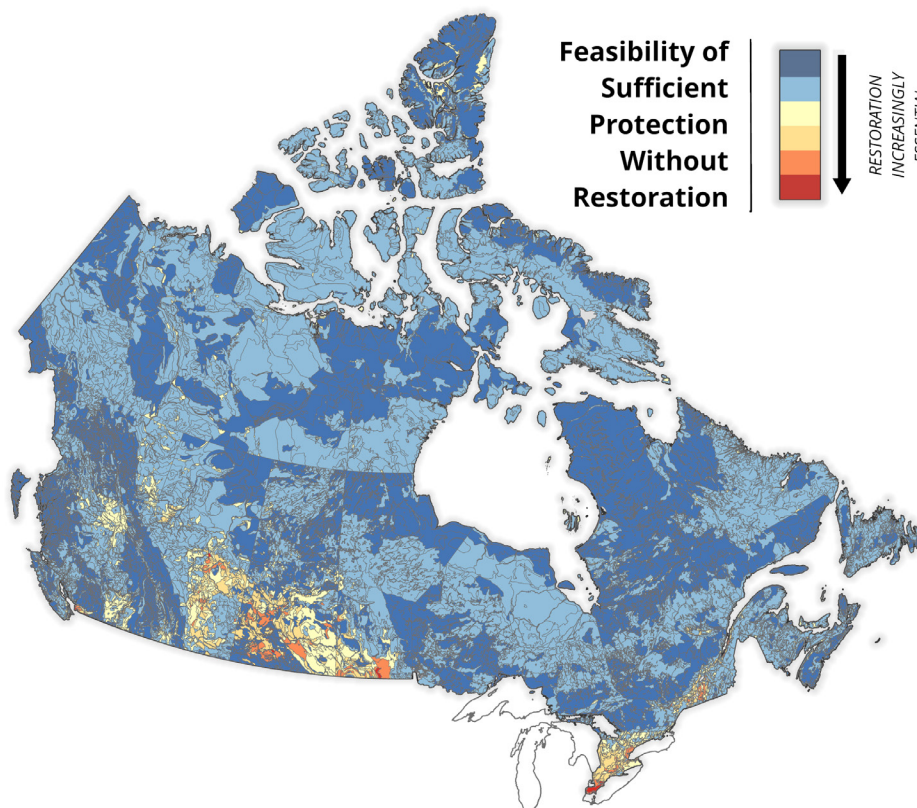 Feasibility of
Sufficient
Protection
Without
Restoration
RESTORATION
INCREASINGLY